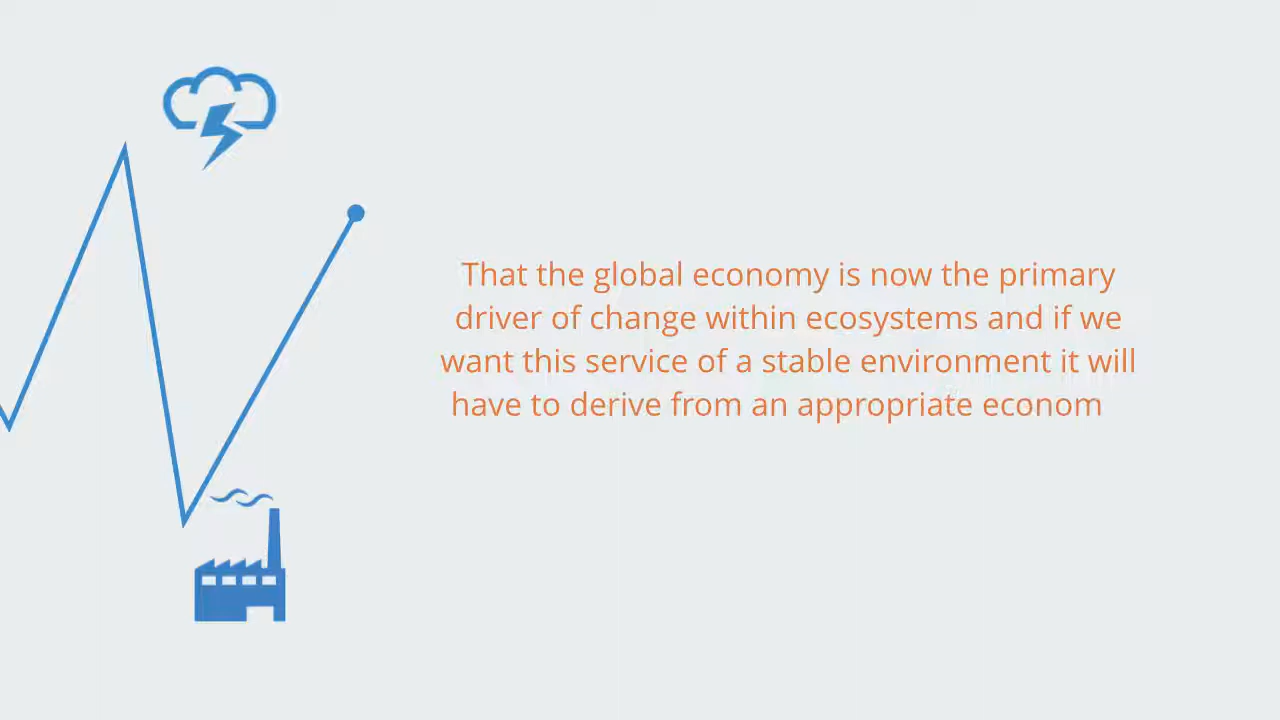 That the global economy is now the primary
driver of change within ecosystems and if we
want this service of a stable environment it will
have to derive from an appropriate econom